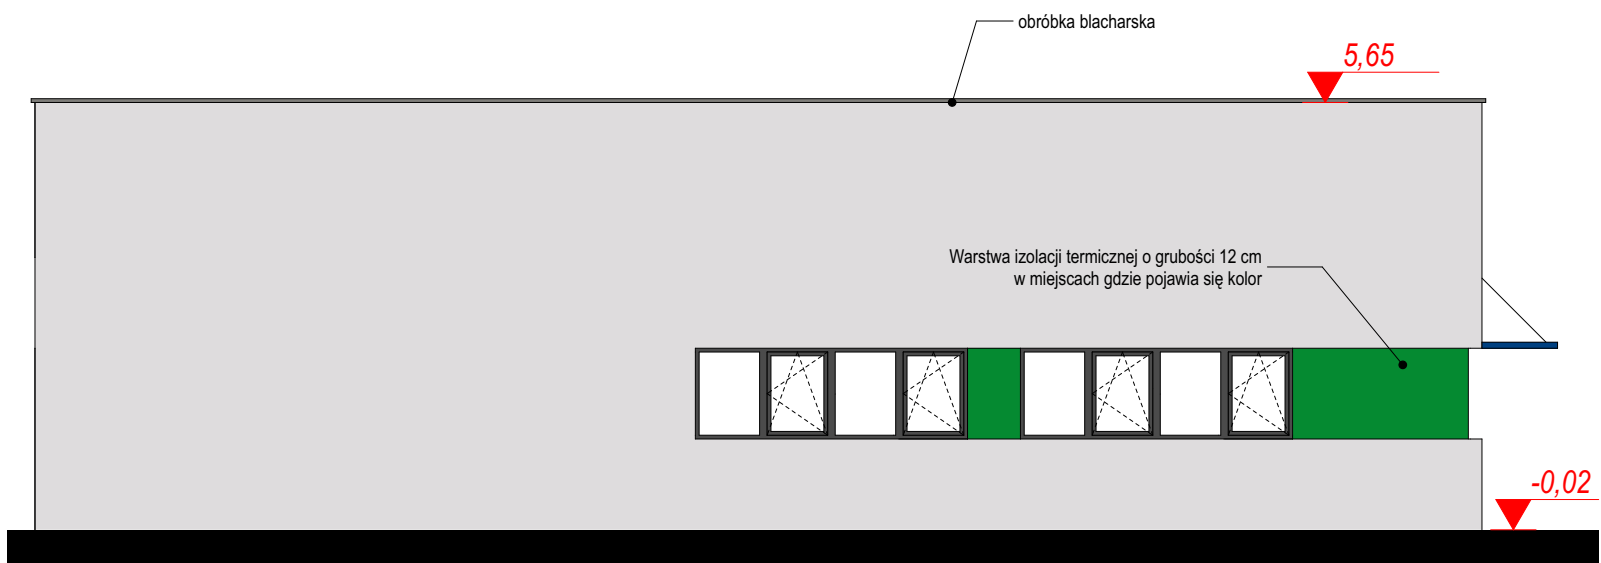 obróbka blacharska
5,65
Warstwa izolacji termicznej o grubości 12 cm
w miejscach gdzie pojawia się kolor
-0,02